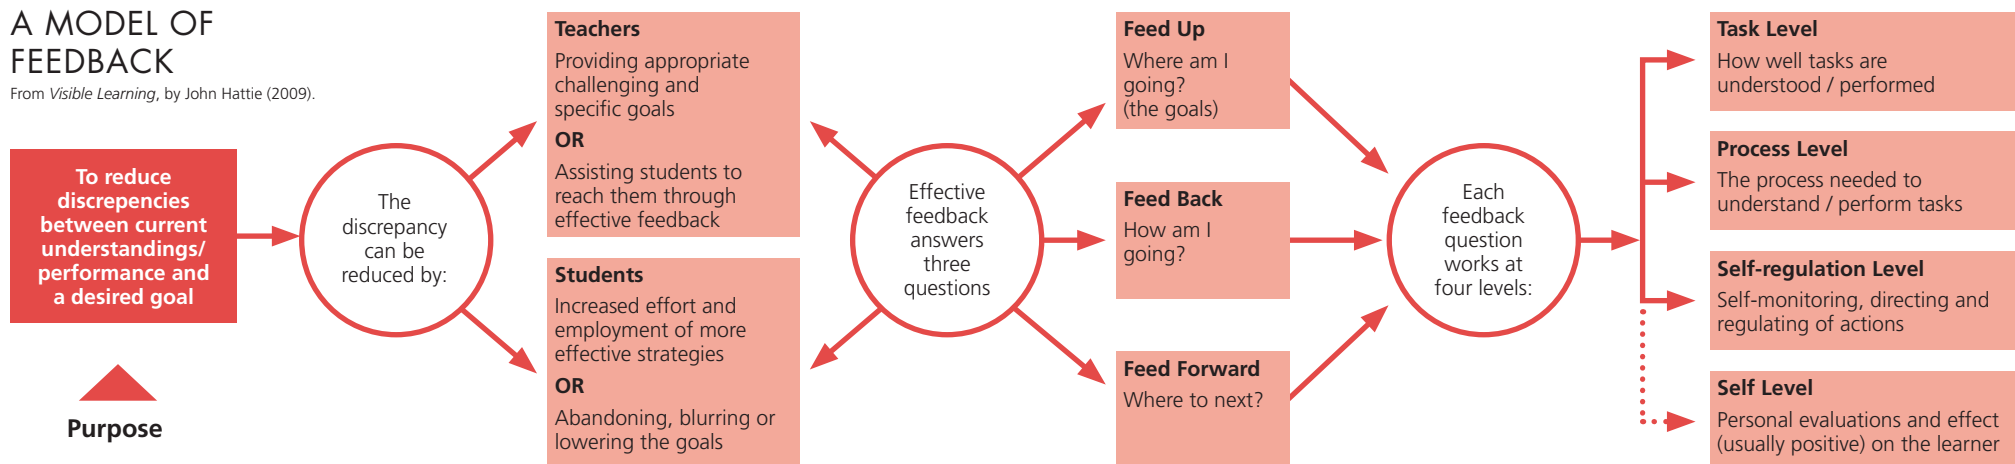 A MODEL OF
FEEDBACK
From Visible Learning, by John Hattie (2009).
To reduce
discrepencies
between current
understandings/
performance and
a desired goal
Purpose
The
discrepancy
can be
reduced by:
Teachers
Providing appropriate
challenging and
specific goals
OR
Assisting students to
reach them through
effective feedback
Students
Increased effort and
employment of more
effective strategies
OR
Abandoning, blurring or
lowering the goals
Effective
feedback
answers
three
questions
Feed Up
Where am I
going?
(the goals)
Feed Back
How am I
going?
Feed Forward
Where to next?
Each
feedback
question
works at
four levels:
Task Level
How well tasks are
understood / performed
Process Level
The process needed to
understand / perform tasks
Self-regulation Level
Self-monitoring, directing and
regulating of actions
Self Level
Personal evaluations and effect
(usually positive) on the learner